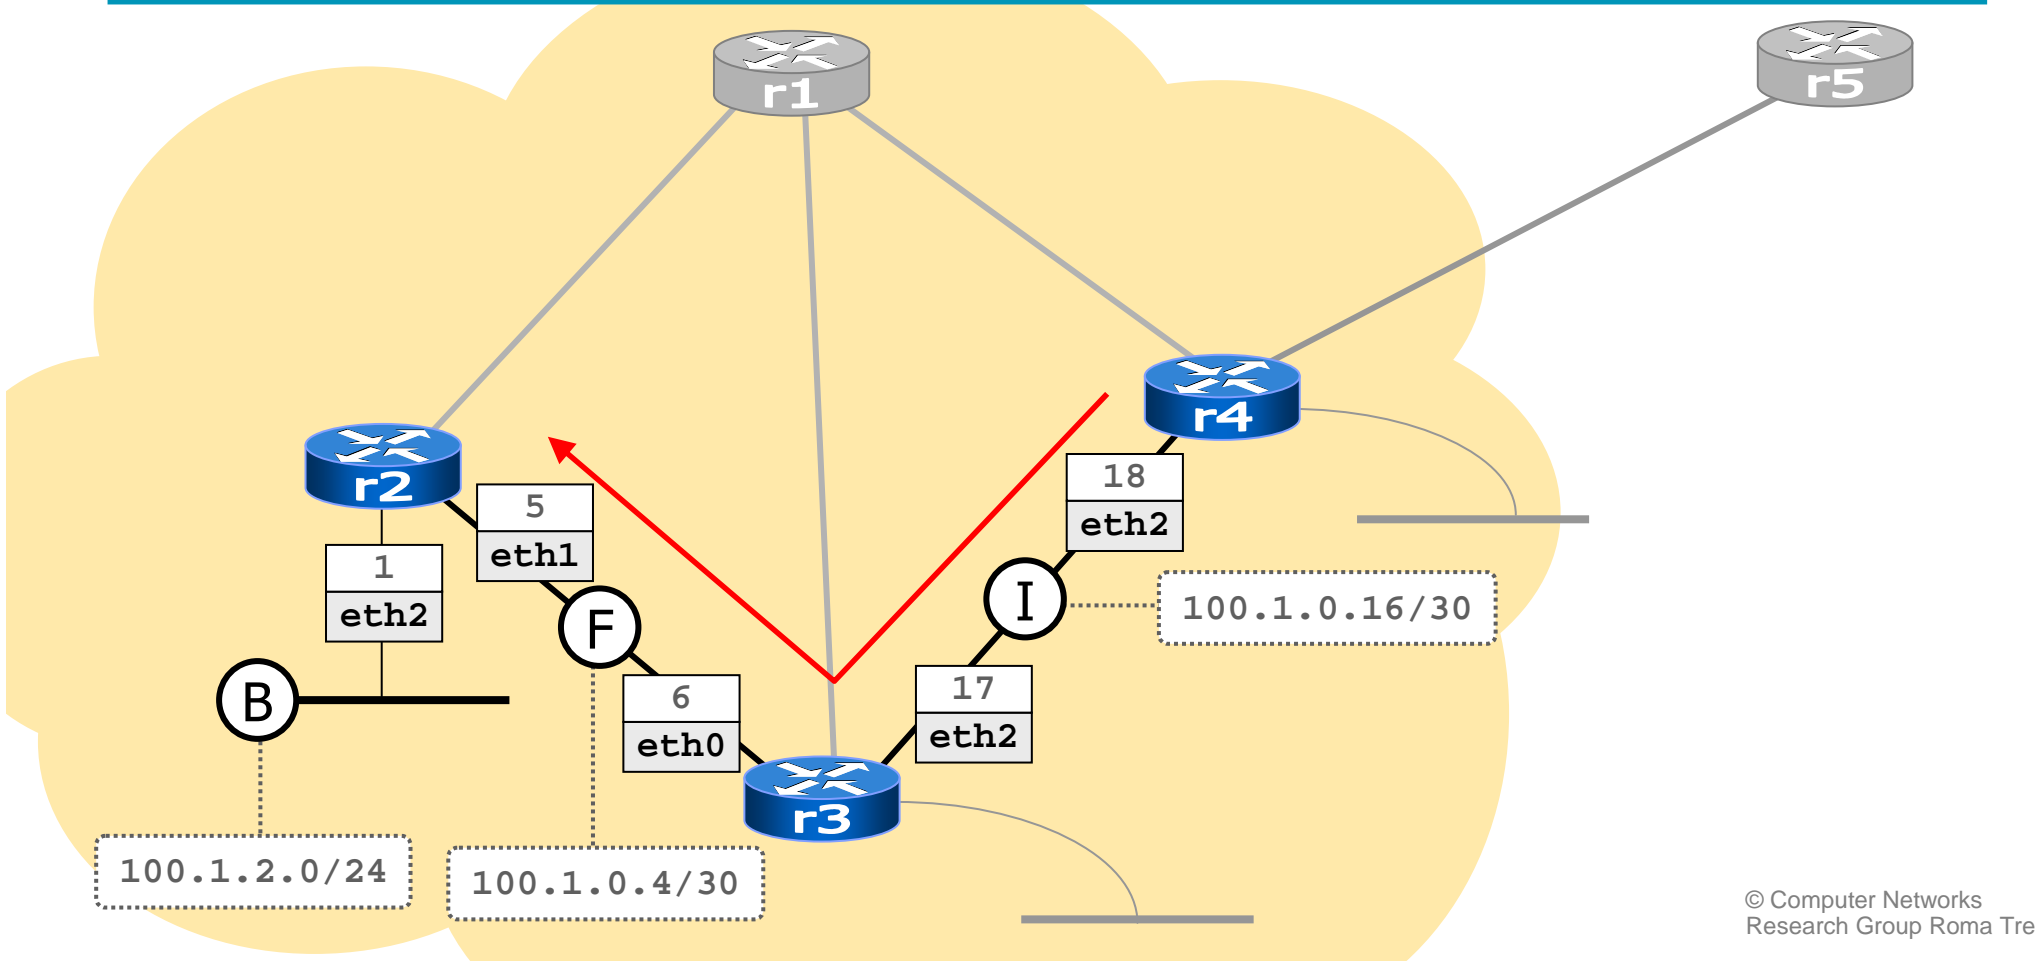 r1
r5
r4
18
eth2
r2
5
eth1
1
eth2
F
I
100.1.0.16/30
B
6
eth0
17
eth2
r3
100.1.2.0/24
100.1.0.4/30
© Computer Networks
Research Group Roma Tre